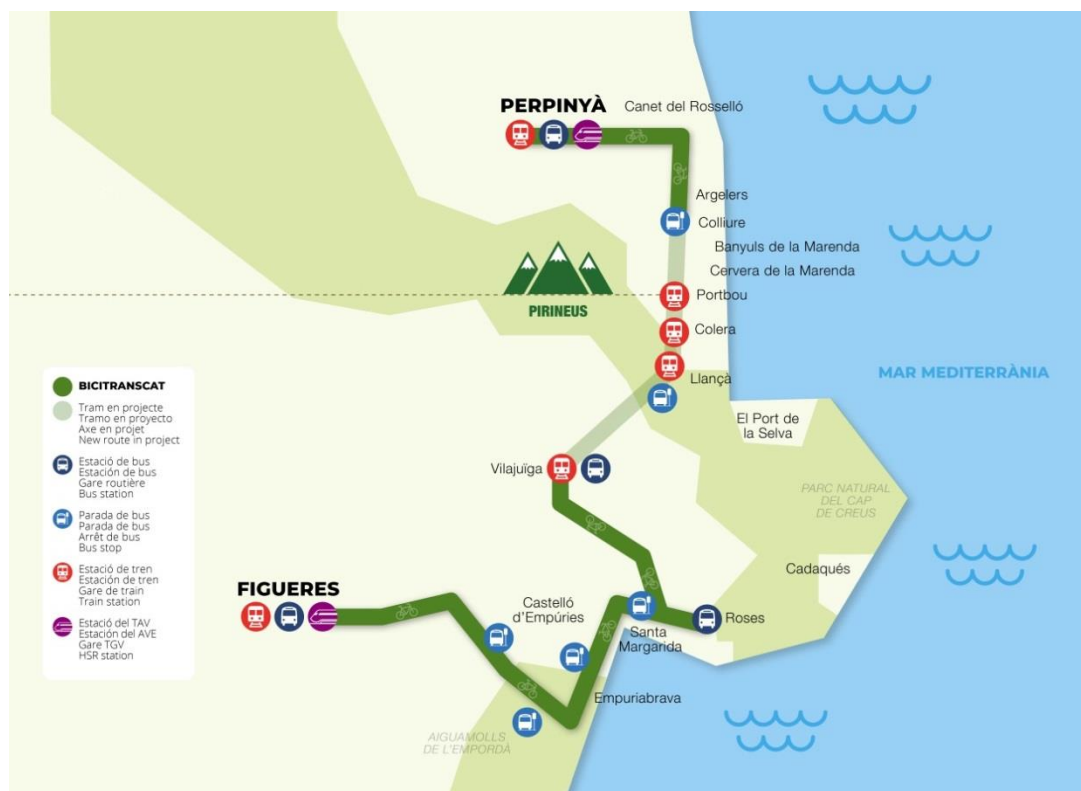 PERPINYÀ
Canet del Rosselló
Argelers
Colliure
Banyuls de la Marenda
Cervera de la Marenda
PIRINEUS
Portbou
Colera
Llançà
MAR MEDITERRÀNIA
El Port de
la Selva
Vilajuïga
PARC NATURAL
DEL CAP
DE CREUS
Cadaqués
FIGUERES
Castelló
d'Empúries
Santa
Margarida
Roses
Empuriabrava
AIGUAMOLLS
DE L'EMPORDÀ
BICITRANSCAT
Tram en projecte
Tramo en proyecto
Axe en projet
New route in project
Estació de bus
Estación de bus
Gare routière
Bus station
Parada de bus
Parada de bus
Arrêt de bus
Bus stop
Estació de tren
Estación de tren
Gare de train
Train station
Estació del TAV
Estación del AVE
Gare TGV
HSR station